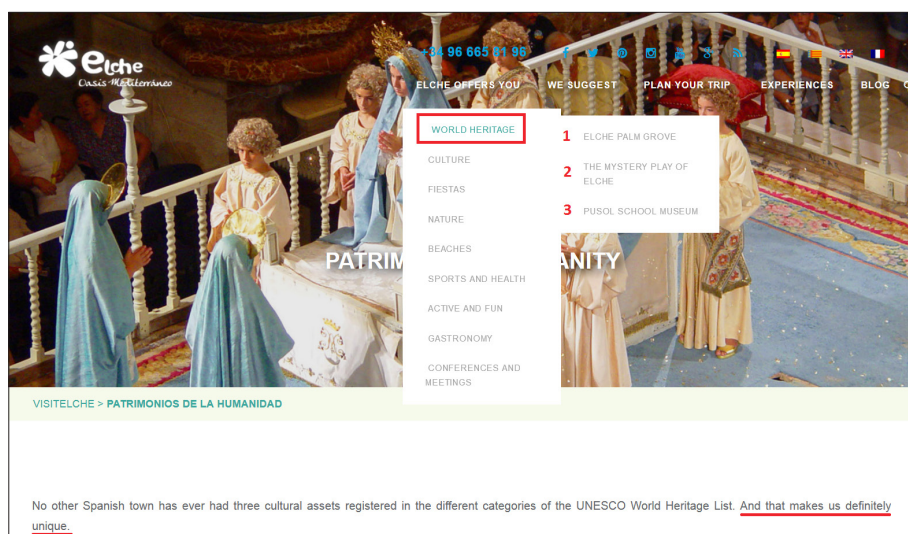 elche
Oasis Mediterráneo
+34 96 665 81 96
ELCHE OFFERS YOU
WE SUGGEST
PLAN YOUR TRIP
EXPERIENCES
BLOG
WORLD HERITAGE
CULTURE
FIESTAS
NATURE
BEACHES
SPORTS AND HEALTH
ACTIVE AND FUN
GASTRONOMY
CONFERENCES AND
MEETINGS
1 ELCHE PALM GROVE
2 THE MYSTERY PLAY OF
ELCHE
3 PUSOL SCHOOL MUSEUM
VISITELCHE > PATRIMONIOS DE LA HUMANIDAD
No other Spanish town has ever had three cultural assets registered in the different categories of the UNESCO World Heritage List. And that makes us definitely
unique.